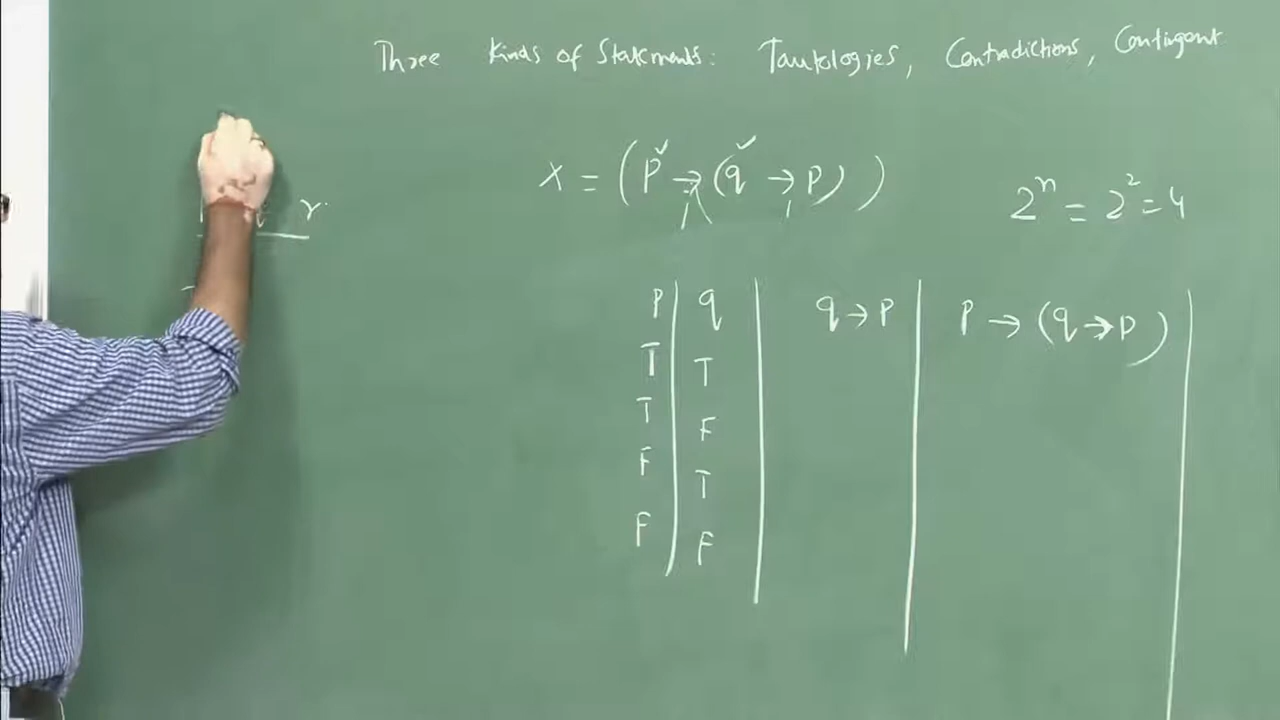 Three Kinds of Statements: Tautologies, Contradictions, Contingent
X = (P → (q → P))
2ⁿ = 2² = 4
r
P q q → P P → (q → P)
T T
T F
F T
F F